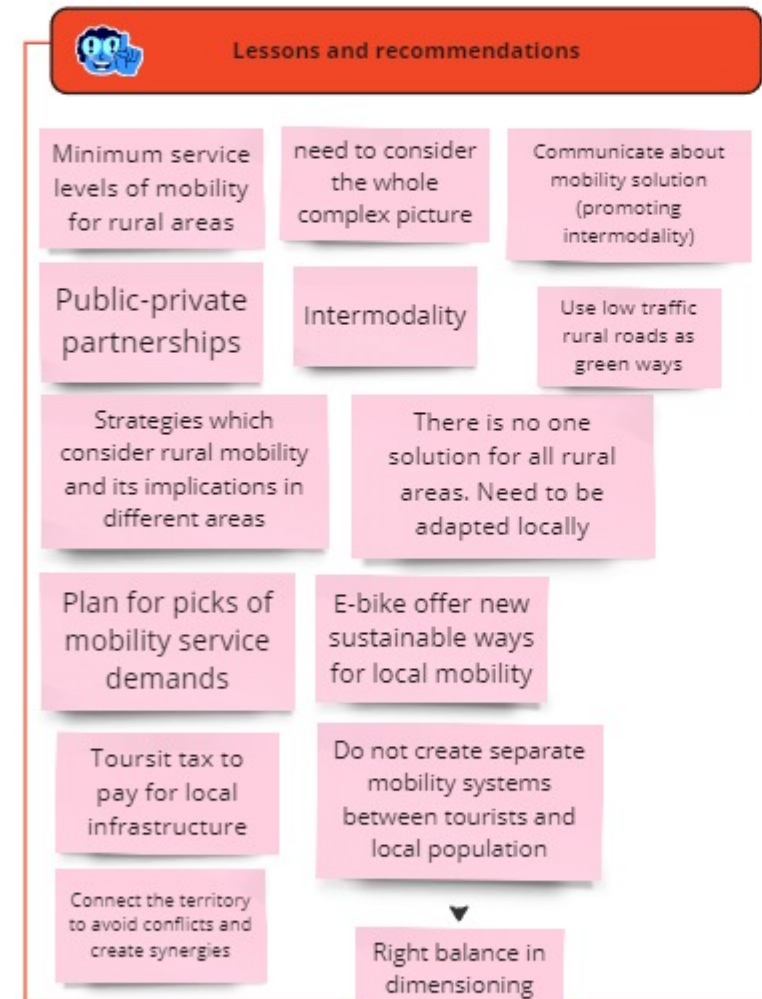 Lessons and recommendations
Minimum service
levels of mobility
for rural areas
need to consider
the whole
complex picture
Communicate about
mobility solution
(promoting
intermodality)
Public-private
partnerships
Intermodality
Use low traffic
rural roads as
green ways
Strategies which
consider rural mobility
and its implications in
different areas
There is no one
solution for all rural
areas. Need to be
adapted locally
Plan for picks of
mobility service
demands
E-bike offer new
sustainable ways
for local mobility
Toursit tax to
pay for local
infrastructure
Do not create separate
mobility systems
between tourists and
local population
Connect the territory
to avoid conflicts and
create synergies
Right balance in
dimensioning